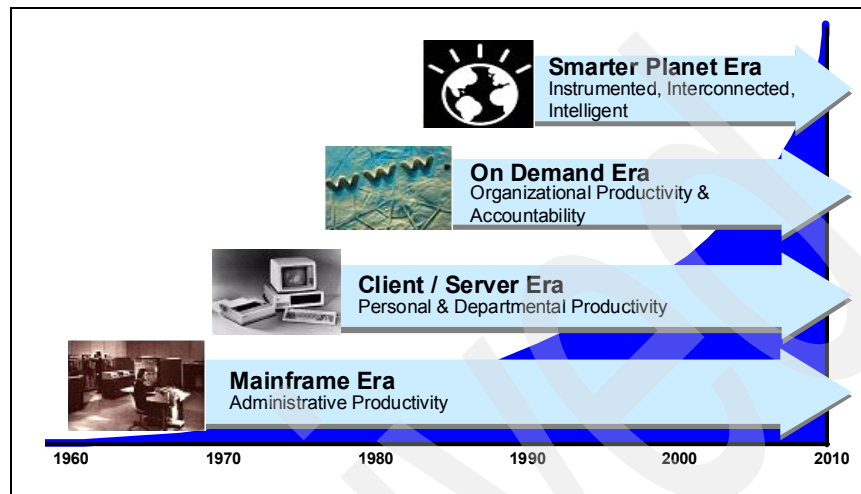 Smarter Planet Era
Instrumented, Interconnected,
Intelligent
www
On Demand Era
Organizational Productivity &
Accountability
Client / Server Era
Personal & Departmental Productivity
Mainframe Era
Administrative Productivity
1960 1970 1980 1990 2000 2010